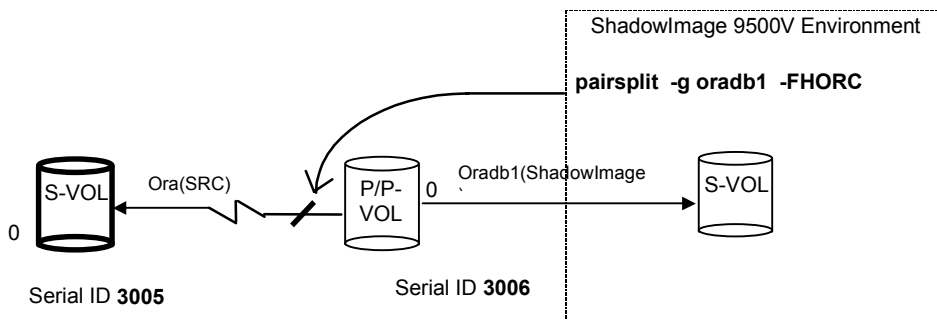 ShadowImage 9500V Environment
pairsplit -g oradb1 -FHORC
S-VOL
Ora(SRC)
P/P-
VOL
0
Oradb1(ShadowImage
S-VOL
0
Serial ID 3005
Serial ID 3006